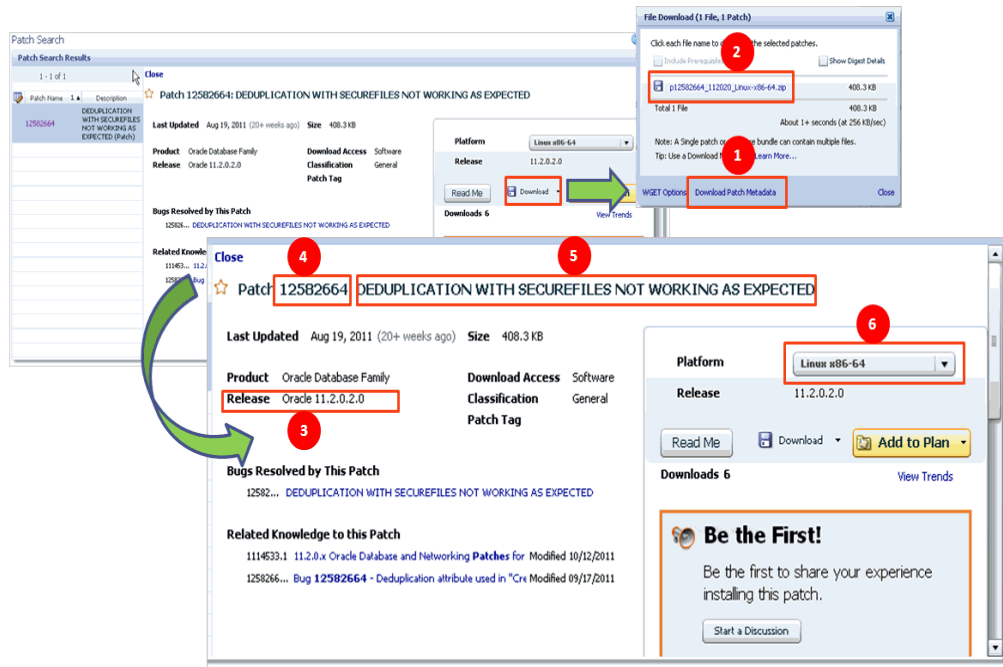 Patch Search
Patch Search Results
1 - 1 of 1
Patch Name 1 Description
12582664
DEDUPLICATION
WITH SECUREFILES
NOT WORKING AS
EXPECTED (Patch)
Close
Patch 12582664: DEDUPLICATION WITH SECUREFILES NOT WORKING AS EXPECTED
Last Updated Aug 19, 2011 (20+ weeks ago) Size 408.3 KB
Product Oracle Database Family Download Access Software
Release Oracle 11.2.0.2.0 Classification General
Patch Tag
Bugs Resolved by This Patch
125826... DEDUPLICATION WITH SECUREFILES NOT WORKING AS EXPECTED
Related
111453... 11.2.
Bug
Platform Linux x86-64
Release 11.2.0.2.0
Read Me Download
Downloads 6 View Trends
File Download (1 File, 1 Patch)
Click each file name to the selected patches.
Include Show Digest Details
2
p12582664_112020_Linux-x86-64.zip 408.3 KB
Total 1 File 408.3 KB
About 1+ seconds (at 256 KB/sec)
Note: A Single patch or bundle can contain multiple files.
Tip: Use a Download Learn More...
1
WGET Options Download Patch Metadata Close
Close
4
5
Patch 12582664 DEDUPLICATION WITH SECUREFILES NOT WORKING AS EXPECTED
Last Updated Aug 19, 2011 (20+ weeks ago) Size 408.3 KB
Product Oracle Database Family Download Access Software
Release Oracle 11.2.0.2.0 Classification General
Patch Tag
3
Bugs Resolved by This Patch
12582... DEDUPLICATION WITH SECUREFILES NOT WORKING AS EXPECTED
Related Knowledge to this Patch
1114533.1 11.2.0.x Oracle Database and Networking Patches for Modified 10/12/2011
1258266... Bug 12582664 - Deduplication attribute used in "Cre Modified 09/17/2011
6
Platform Linux x86-64
Release 11.2.0.2.0
Read Me Download Add to Plan
Downloads 6 View Trends
Be the First!
Be the first to share your experience
installing this patch.
Start a Discussion